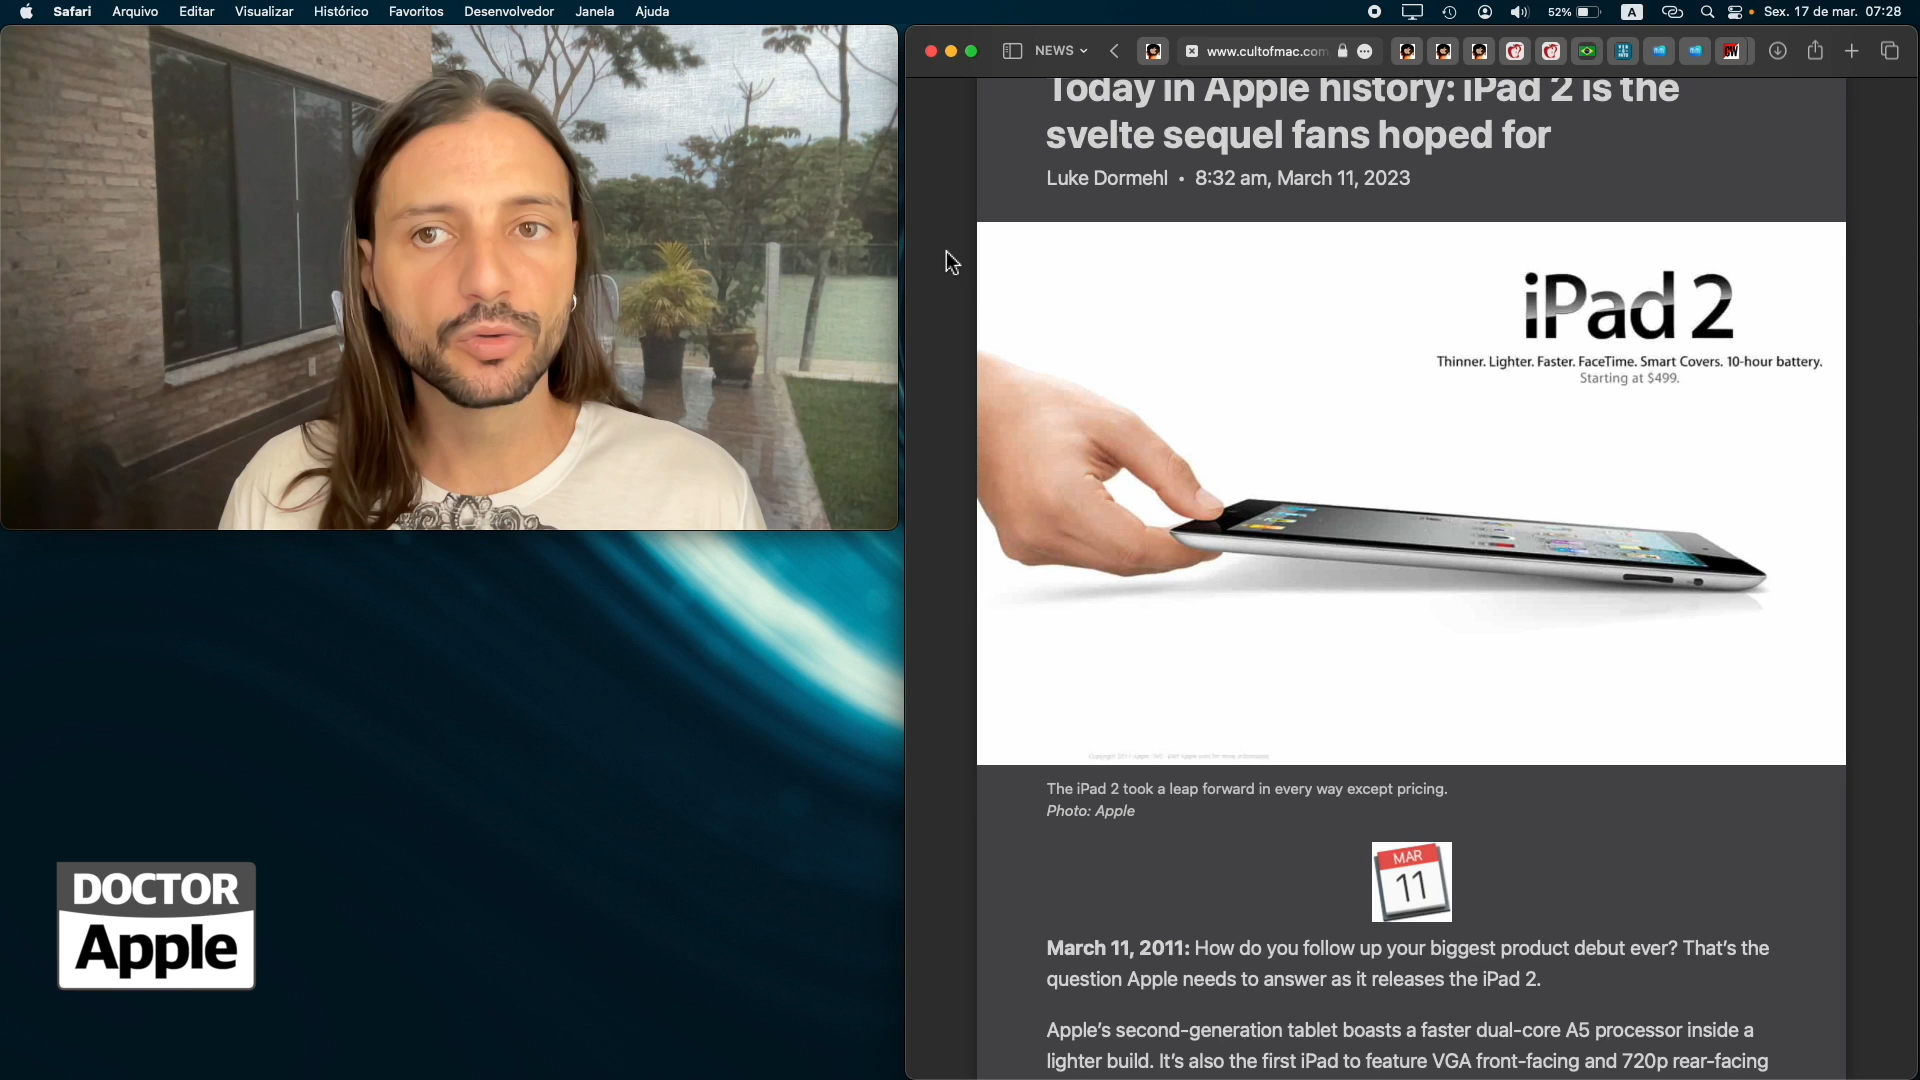 Safari Arquivo Editar Visualizar Histórico Favoritos Desenvolvedor Janela Ajuda
52% A Sex. 17 de mar. 07:28
NEWS www.cultofmac.com
Today in Apple history: iPad 2 is the
svelte sequel fans hoped for
Luke Dormehl • 8:32 am, March 11, 2023
iPad 2
Thinner. Lighter. Faster. FaceTime. Smart Covers. 10-hour battery.
Starting at $499.
The iPad 2 took a leap forward in every way except pricing.
Photo: Apple
MAR
11
March 11, 2011: How do you follow up your biggest product debut ever? That's the
question Apple needs to answer as it releases the iPad 2.
Apple's second-generation tablet boasts a faster dual-core A5 processor inside a
lighter build. It's also the first iPad to feature VGA front-facing and 720p rear-facing
DOCTOR
Apple